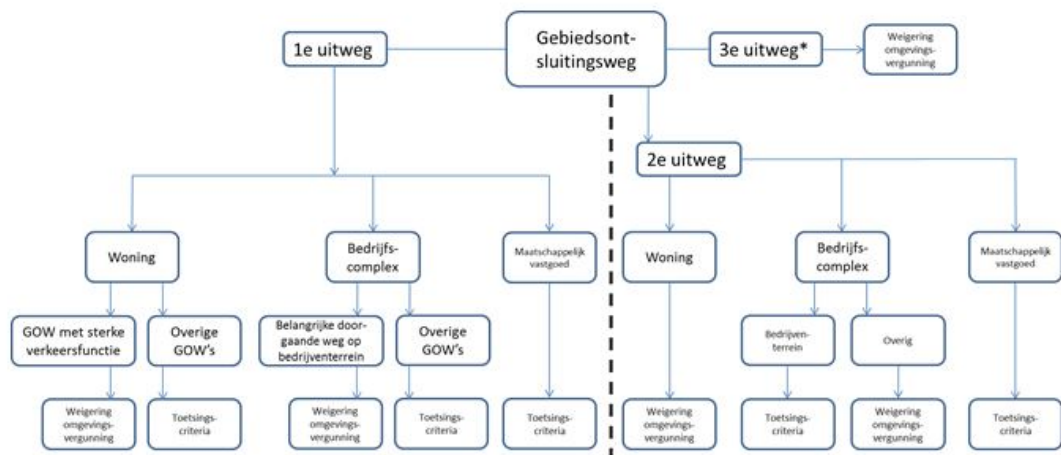 1e uitweg
Gebiedsont-
sluitingsweg
3e uitweg*
Weigering
omgevings-
vergunning
2e uitweg
Woning
Bedrijfs-
complex
Maatschappelijk
vastgoed
Woning
Bedrijfs-
complex
Maatschappelijk
vastgoed
GOW met sterke
verkeersfunctie
Overige
GOW's
Belangrijke door-
gaande weg op
bedrijventerrein
Overige
GOW's
Bedrijven-
terrein
Overig
Weigering
omgevings-
vergunning
Toetsings-
criteria
Weigering
omgevings-
vergunning
Toetsings-
criteria
Toetsings-
criteria
Weigering
omgevings-
vergunning
Toetsings-
criteria
Weigering
omgevings-
vergunning
Toetsings-
criteria